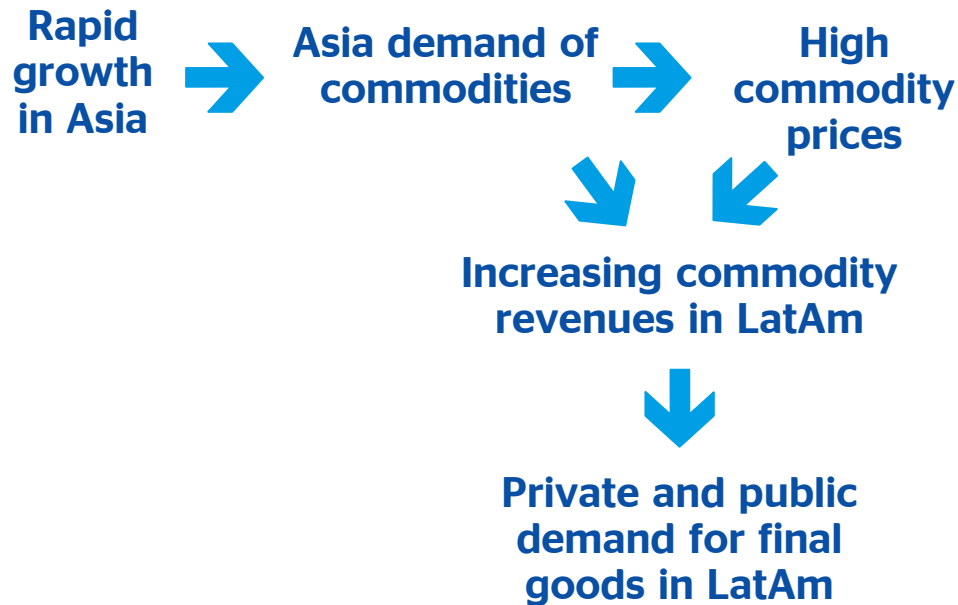 Rapid
growth
in Asia
Asia demand of
commodities
High
commodity
prices
Increasing commodity
revenues in LatAm
Private and public
demand for final
goods in LatAm